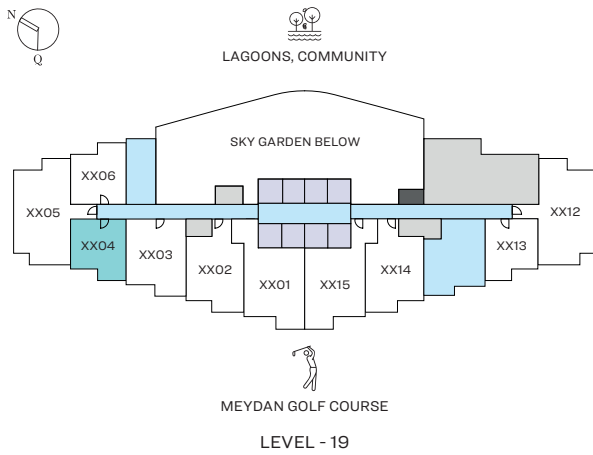 N
Q
LAGOONS, COMMUNITY
SKY GARDEN BELOW
XX06
XX05
XX12
XX04
XX03
XX13
XX02
XX14
XX01
XX15
MEYDAN GOLF COURSE
LEVEL - 19